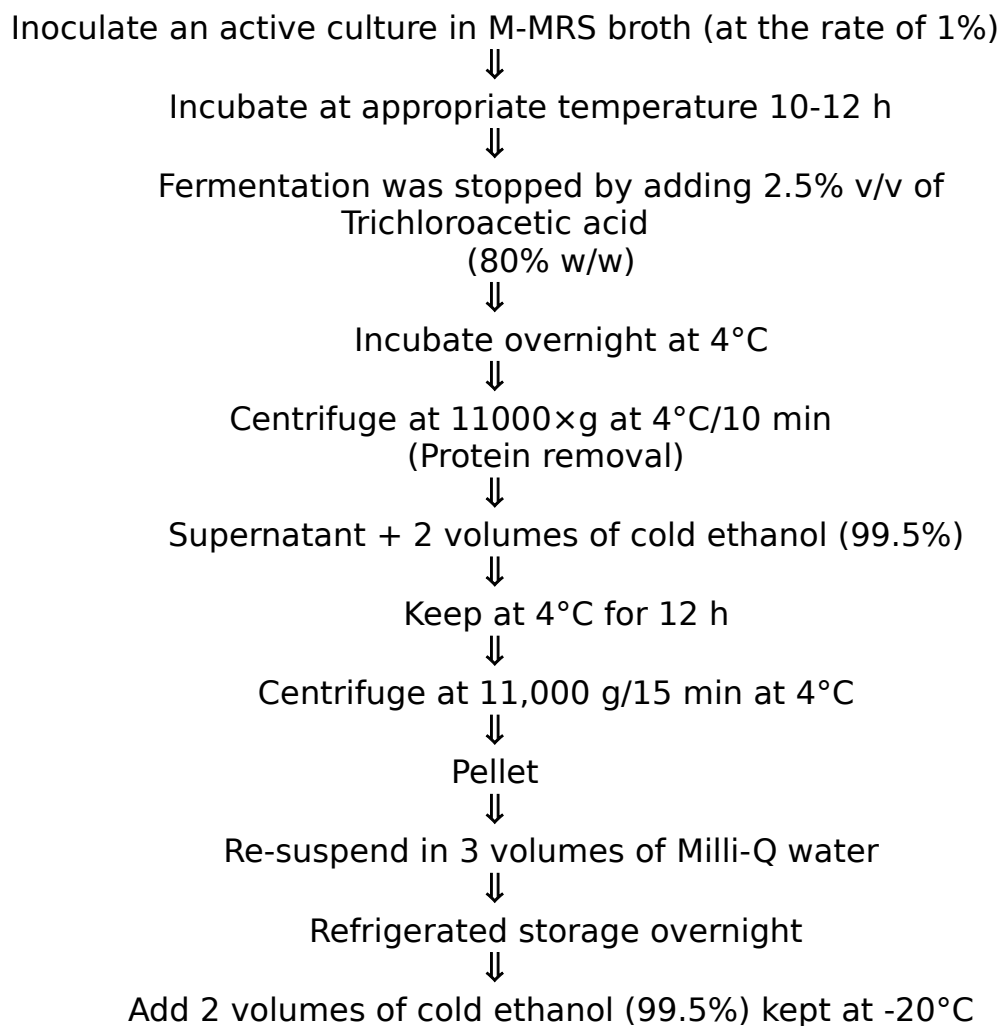 Inoculate an active culture in M-MRS broth (at the rate of 1%)
⇓
Incubate at appropriate temperature 10-12 h
⇓
Fermentation was stopped by adding 2.5% v/v of
Trichloroacetic acid
(80% w/w)
⇓
Incubate overnight at 4°C
⇓
Centrifuge at 11000×g at 4°C/10 min
(Protein removal)
⇓
Supernatant + 2 volumes of cold ethanol (99.5%)
⇓
Keep at 4°C for 12 h
⇓
Centrifuge at 11,000 g/15 min at 4°C
⇓
Pellet
⇓
Re-suspend in 3 volumes of Milli-Q water
⇓
Refrigerated storage overnight
⇓
Add 2 volumes of cold ethanol (99.5%) kept at -20°C